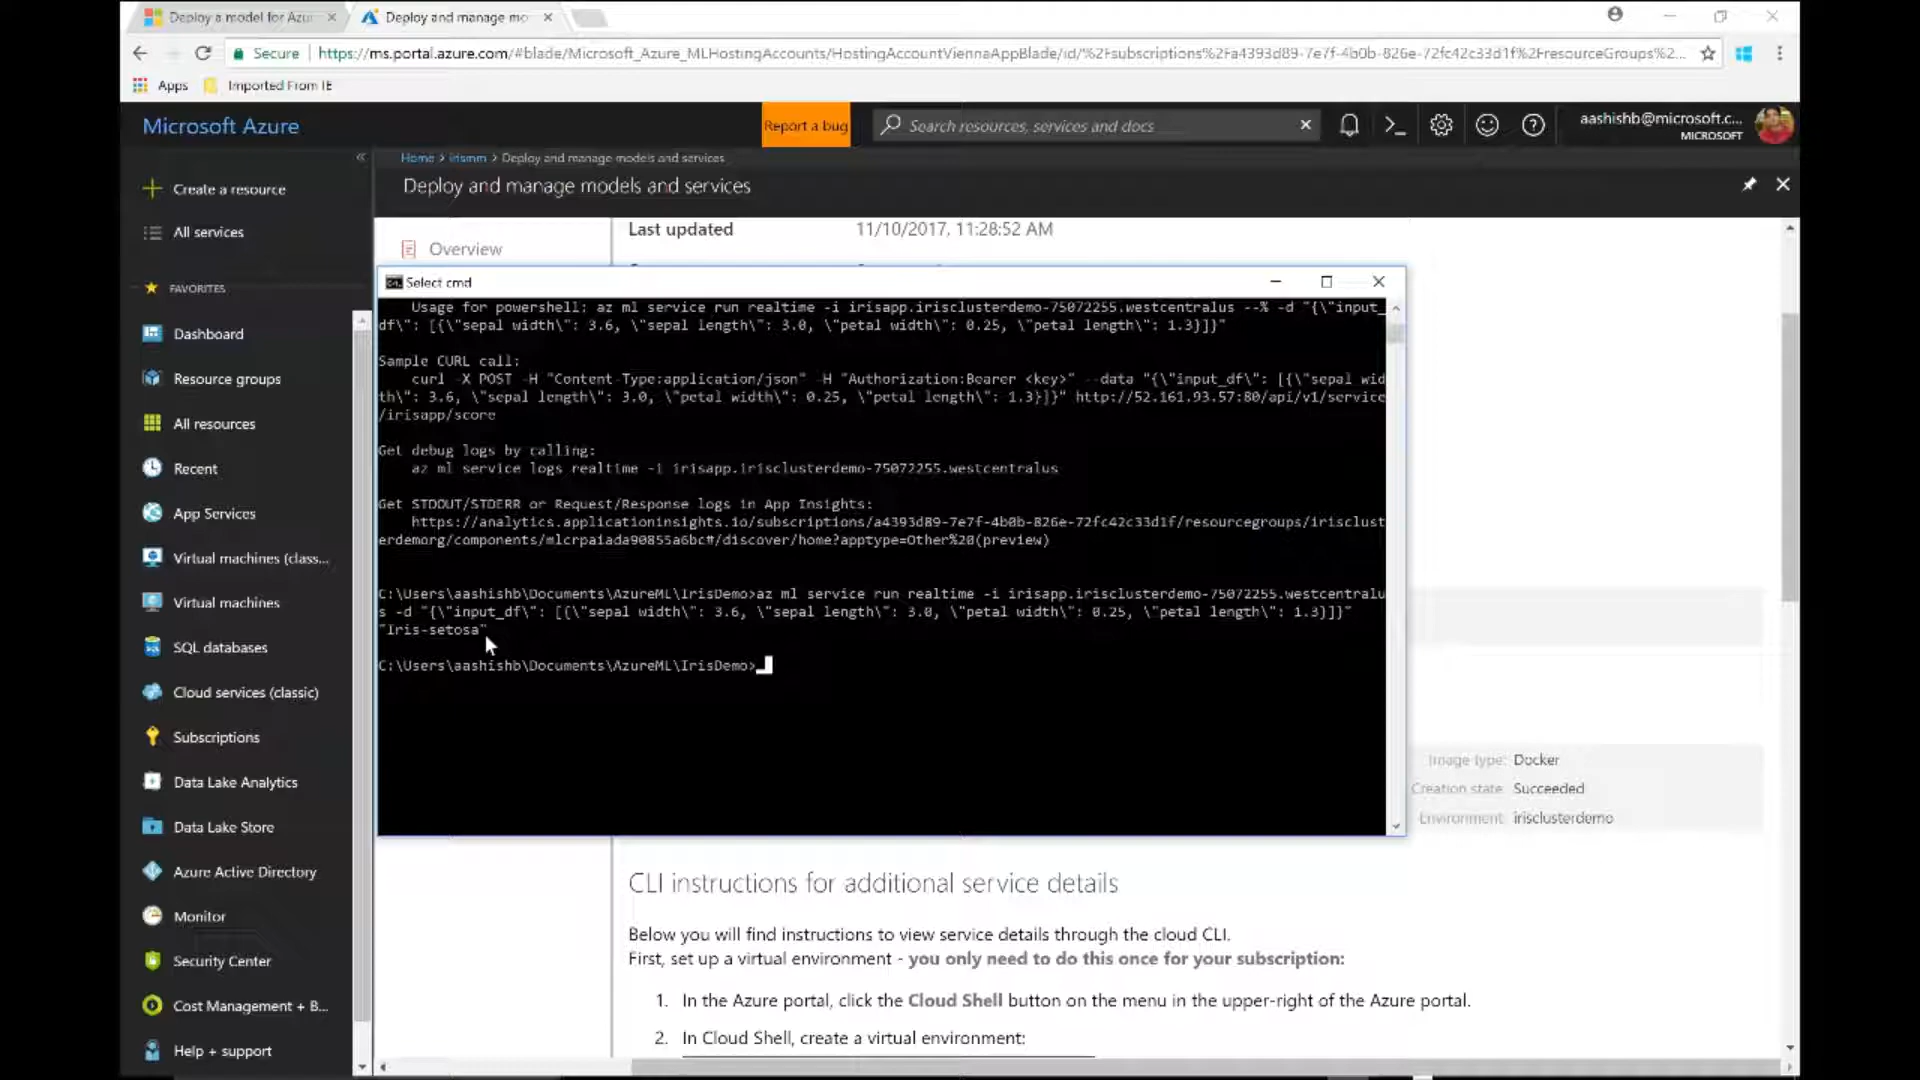 Deploy a model for Azur
Deploy and manage mo
Secure
https://ms.portal.azure.com/#blade/Microsoft_Azure_MLHostingAccounts/HostingAccountViennaAppBlade/id/%2Fsubscriptions%2Fa4393d89-7e7f-4b0b-826e-72fc42c33d1f%2FresourceGroups%2...
Apps
Imported From IE
Microsoft Azure
Report a bug
Search resources, services and docs
aashishb@microsoft.c...
MICROSOFT
Home > irismm > Deploy and manage models and services
Deploy and manage models and services
Create a resource
All services
FAVORITES
Dashboard
Resource groups
All resources
Recent
App Services
Virtual machines (class...
Virtual machines
SQL databases
Cloud services (classic)
Subscriptions
Data Lake Analytics
Data Lake Store
Azure Active Directory
Monitor
Security Center
Cost Management + B...
Help + support
Overview
Last updated
11/10/2017, 11:28:52 AM
Select cmd
Usage for powershell: az ml service run realtime -i irisapp.irisclusterdemo-75072255.westcentralus --% -d "{\"input_
df\": [{\"sepal width\": 3.6, \"sepal length\": 3.0, \"petal width\": 0.25, \"petal length\": 1.3}]}"
Sample CURL call:
curl -X POST -H "Content-Type:application/json" -H "Authorization:Bearer <key>" --data "{\"input_df\": [{\"sepal wid
th\": 3.6, \"sepal length\": 3.0, \"petal width\": 0.25, \"petal length\": 1.3}]}" http://52.161.93.57:80/api/v1/service
/irisapp/score
Get debug logs by calling:
az ml service logs realtime -i irisapp.irisclusterdemo-75072255.westcentralus
Get STDOUT/STDERR or Request/Response logs in App Insights:
https://analytics.applicationinsights.io/subscriptions/a4393d89-7e7f-4b0b-826e-72fc42c33d1f/resourcegroups/irisclust
erdemorg/components/mlcrpaiada90855a6bc#/discover/home?apptype=Other%20(preview)
C:\Users\aashishb\Documents\AzureML\IrisDemo>az ml service run realtime -i irisapp.irisclusterdemo-75072255.westcentralu
s -d "{\"input_df\": [{\"sepal width\": 3.6, \"sepal length\": 3.0, \"petal width\": 0.25, \"petal length\": 1.3}]}"
"Iris-setosa"
C:\Users\aashishb\Documents\AzureML\IrisDemo>
Image type: Docker
Creation state: Succeeded
Environment: irisclusterdemo
CLI instructions for additional service details
Below you will find instructions to view service details through the cloud CLI.
First, set up a virtual environment - you only need to do this once for your subscription:
1. In the Azure portal, click the Cloud Shell button on the menu in the upper-right of the Azure portal.
2. In Cloud Shell, create a virtual environment: